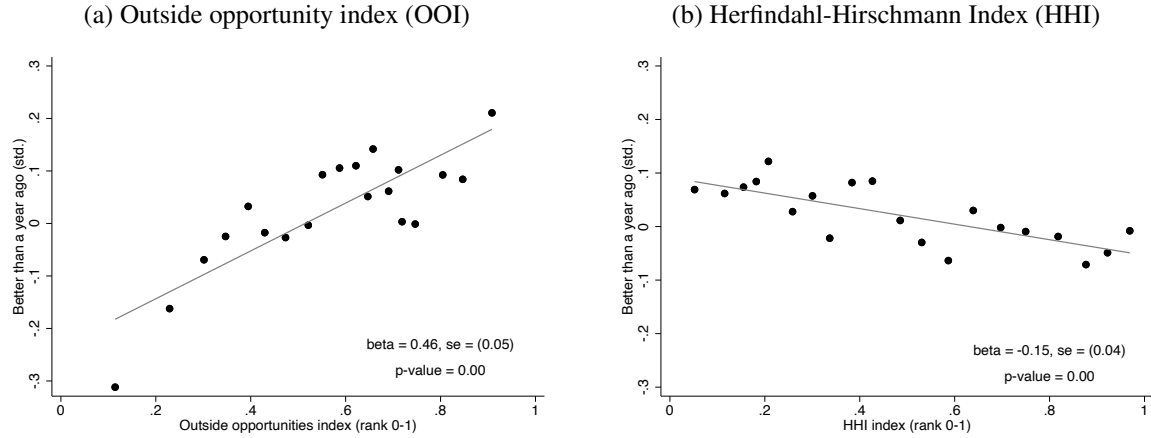 (a) Outside opportunity index (OOI)
Better than a year ago (std.)
.3
.2
.1
0
-.1
-.2
-.3
beta = 0.46, se = (0.05)
p-value = 0.00
0 .2 .4 .6 .8 1
Outside opportunities index (rank 0-1)
(b) Herfindahl-Hirschmann Index (HHI)
Better than a year ago (std.)
.3
.2
.1
0
-.1
-.2
-.3
beta = -0.15, se = (0.04)
p-value = 0.00
0 .2 .4 .6 .8 1
HHI index (rank 0-1)